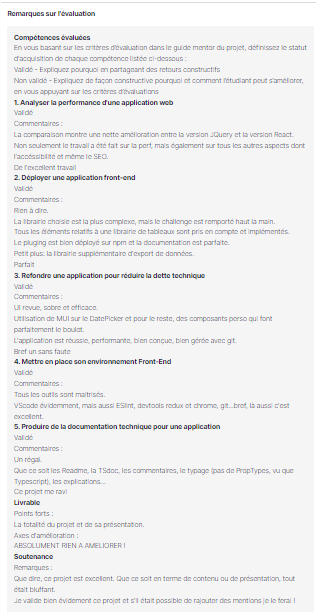 Remarques sur l'évaluation
Compétences évaluées
En vous basant sur les critères d'évaluation dans le guide mentor du projet, définissez le statut
d'acquisition de chaque compétence listée ci-dessous :
Validé - Expliquez pourquoi en partageant des retours constructifs
Non validé - Expliquez de façon constructive pourquoi et comment l'étudiant peut s'améliorer,
en vous appuyant sur les critères d'évaluations
1. Analyser la performance d'une application web
Validé
Commentaires :
La comparaison montre une nette amélioration entre la version JQuery et la version React.
Non seulement le travail a été fait sur la perf, mais également sur tous les autres aspects dont
l'accéssibilité et même le SEO.
De l'excellent travail
2. Déployer une application front-end
Validé
Commentaires :
Rien à dire.
La librairie choisie est la plus complexe, mais le challenge est remporté haut la main.
Tous les éléments relatifs à une librairie de tableaux sont pris en compte et implémentés.
Le pluging est bien déployé sur npm et la documentation est parfaite.
Petit plus: la librairie supplémentaire d'export de données.
Parfait
3. Refondre une application pour réduire la dette technique
Validé
Commentaires :
UI revue, sobre et efficace.
Utilisation de MUI sur le DatePicker et pour le reste, des composants perso qui font
parfaitement le boulot.
L'application est réussie, performante, bien conçue, bien gérée avec git.
Bref un sans faute
4. Mettre en place son environnement Front-End
Validé
Commentaires :
Tous les outils sont maitrisés.
VScode évidemment, mais aussi ESlint, devtools redux et chrome, git...bref, là aussi c'est
excellent.
5. Produire de la documentation technique pour une application
Validé
Commentaires :
Un régal.
Que ce soit les Readme, la TSdoc, les commentaires, le typage (pas de PropTypes, vu que
Typescript), les explications...
Ce projet me ravi
Livrable
Points forts :
La totalité du projet et de sa présentation.
Axes d'amélioration :
ABSOLUMENT RIEN A AMELIORER !
Soutenance
Remarques :
Que dire, ce projet est excellent. Que ce soit en terme de contenu ou de présentation, tout
était bluffant.
Je valide bien évidement ce projet et s'il était possible de rajouter des mentions je le ferai !